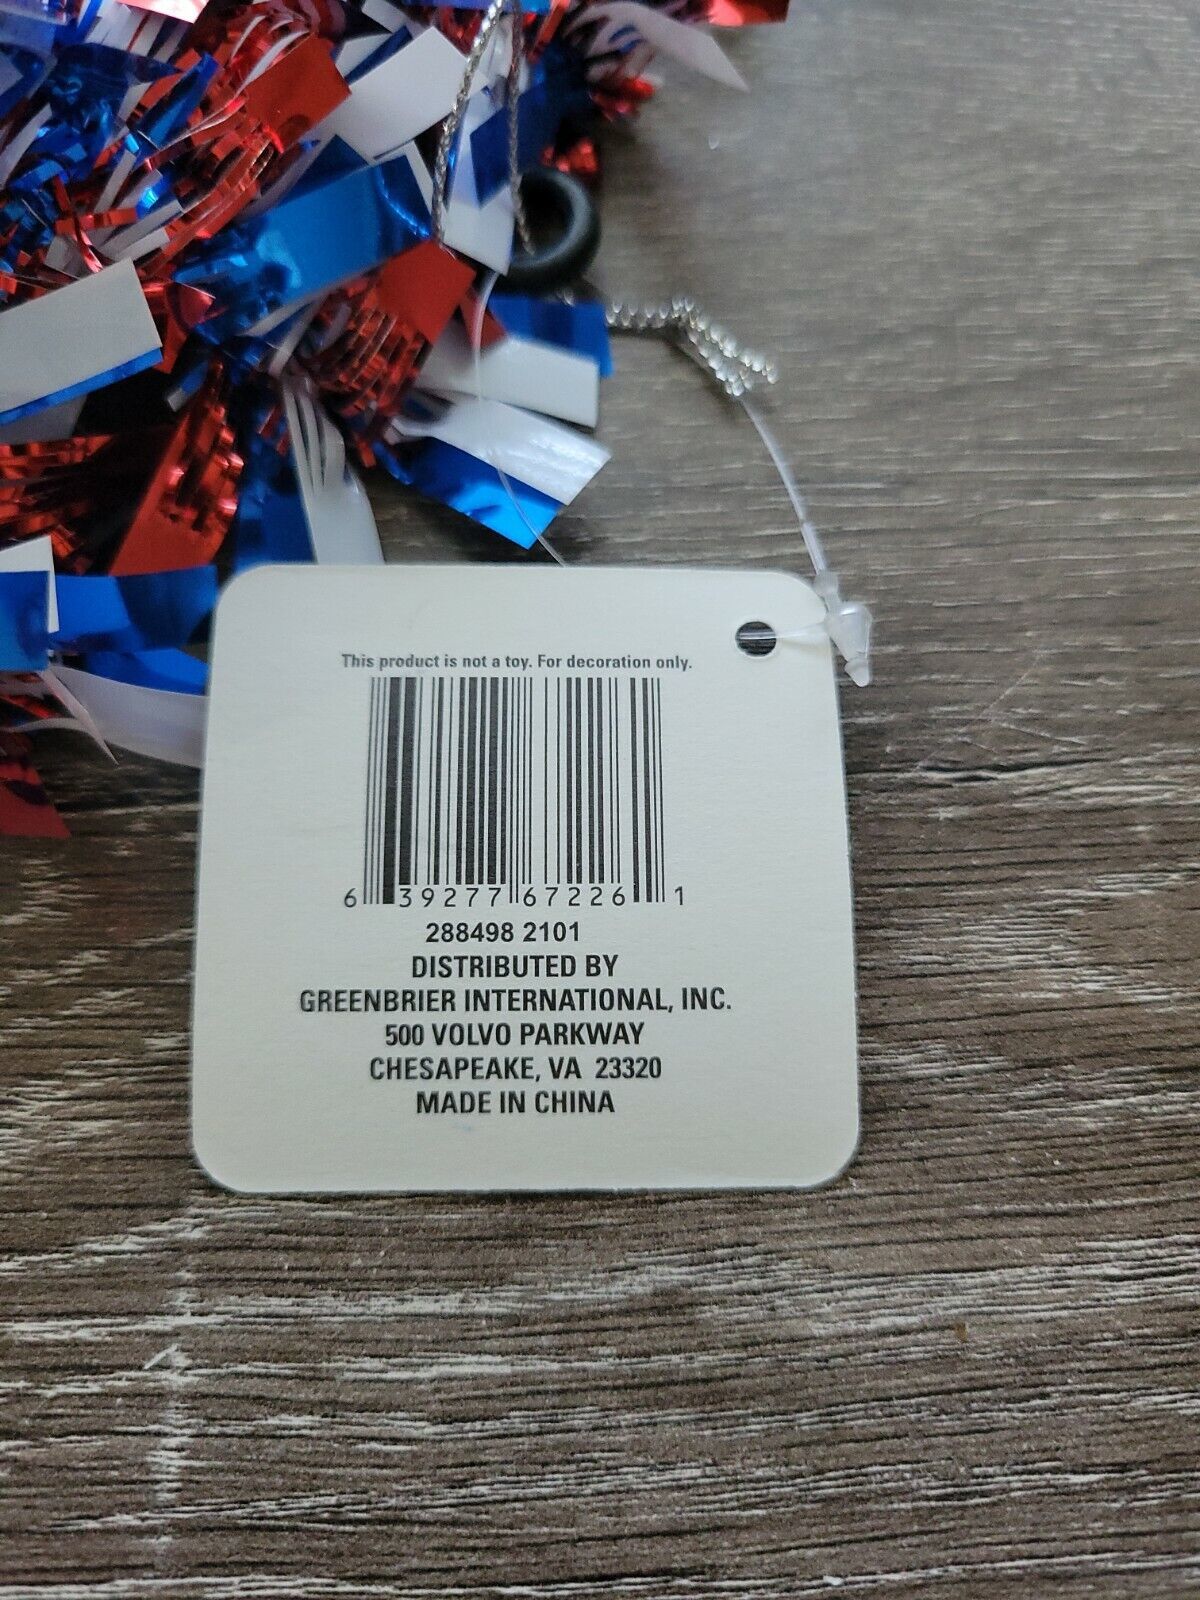 This product is not a toy. For decoration only.
6 39277 67226 1
288498 2101
DISTRIBUTED BY
GREENBRIER INTERNATIONAL, INC.
500 VOLVO PARKWAY
CHESAPEAKE, VA 23320
MADE IN CHINA